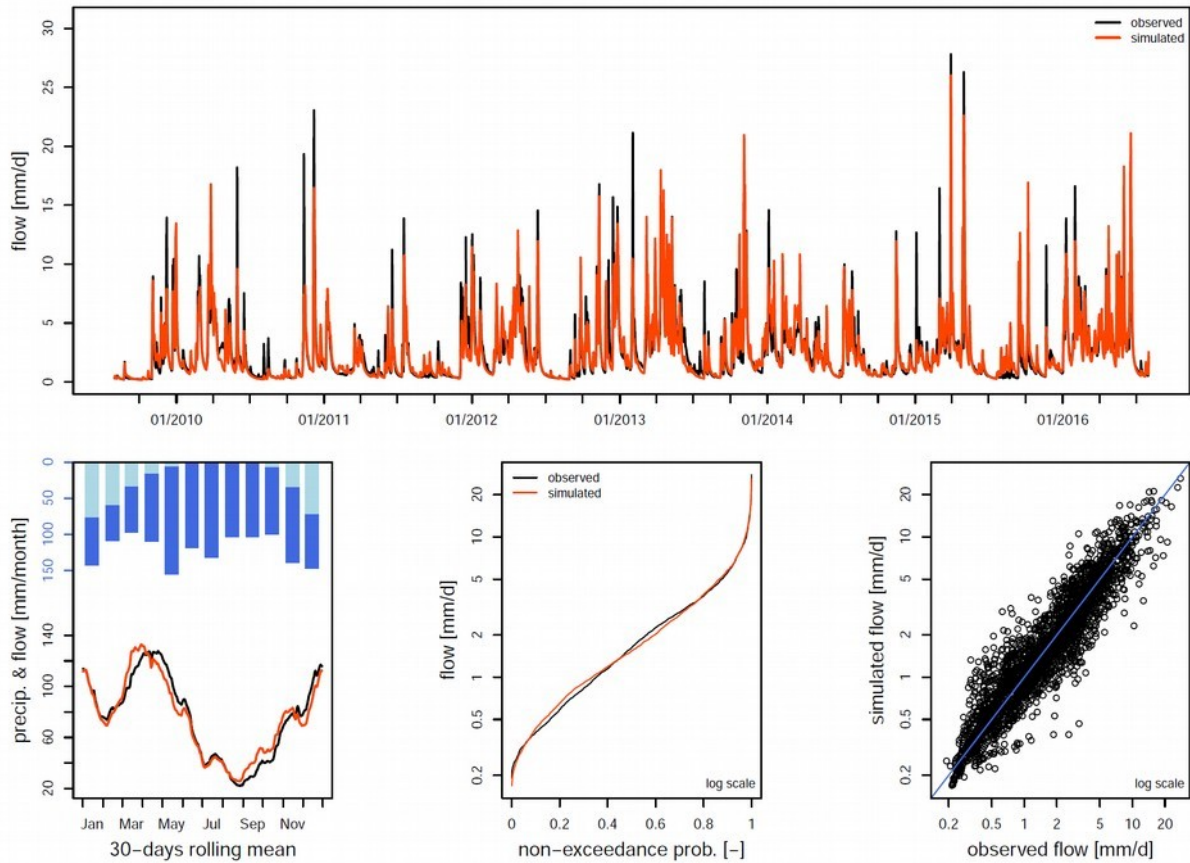 30
25
20
15
10
5
0
flow [mm/d]
observed
simulated
01/2010
01/2011
01/2012
01/2013
01/2014
01/2015
01/2016
0
50
100
150
140
100
60
20
precip. & flow [mm/month]
Jan
Mar
May
Jul
Sep
Nov
30-days rolling mean
20
10
5
2
1
0.5
0.2
flow [mm/d]
observed
simulated
log scale
0
0.2
0.4
0.6
0.8
1
non-exceedance prob. [-]
20
10
5
2
1
0.5
0.2
simulated flow [mm/d]
log scale
0.2
0.5
1
2
5
10
20
observed flow [mm/d]